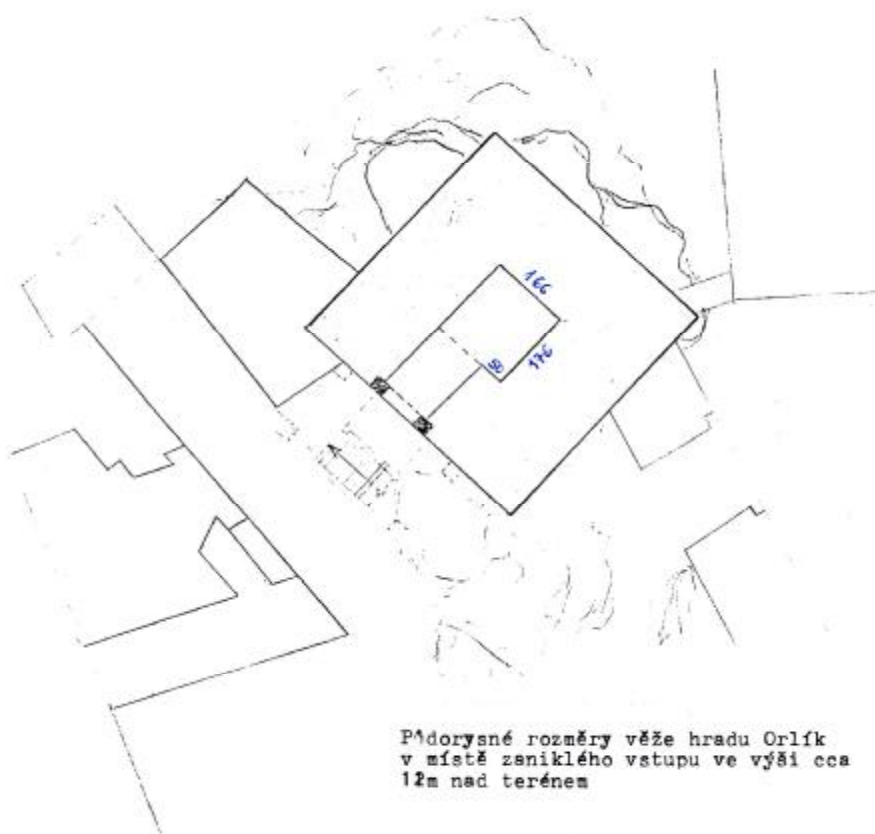 166
176
50
Půdorysné rozměry věže hradu Orlík
v místě zaniklého vstupu ve výši cca
12m nad terénem